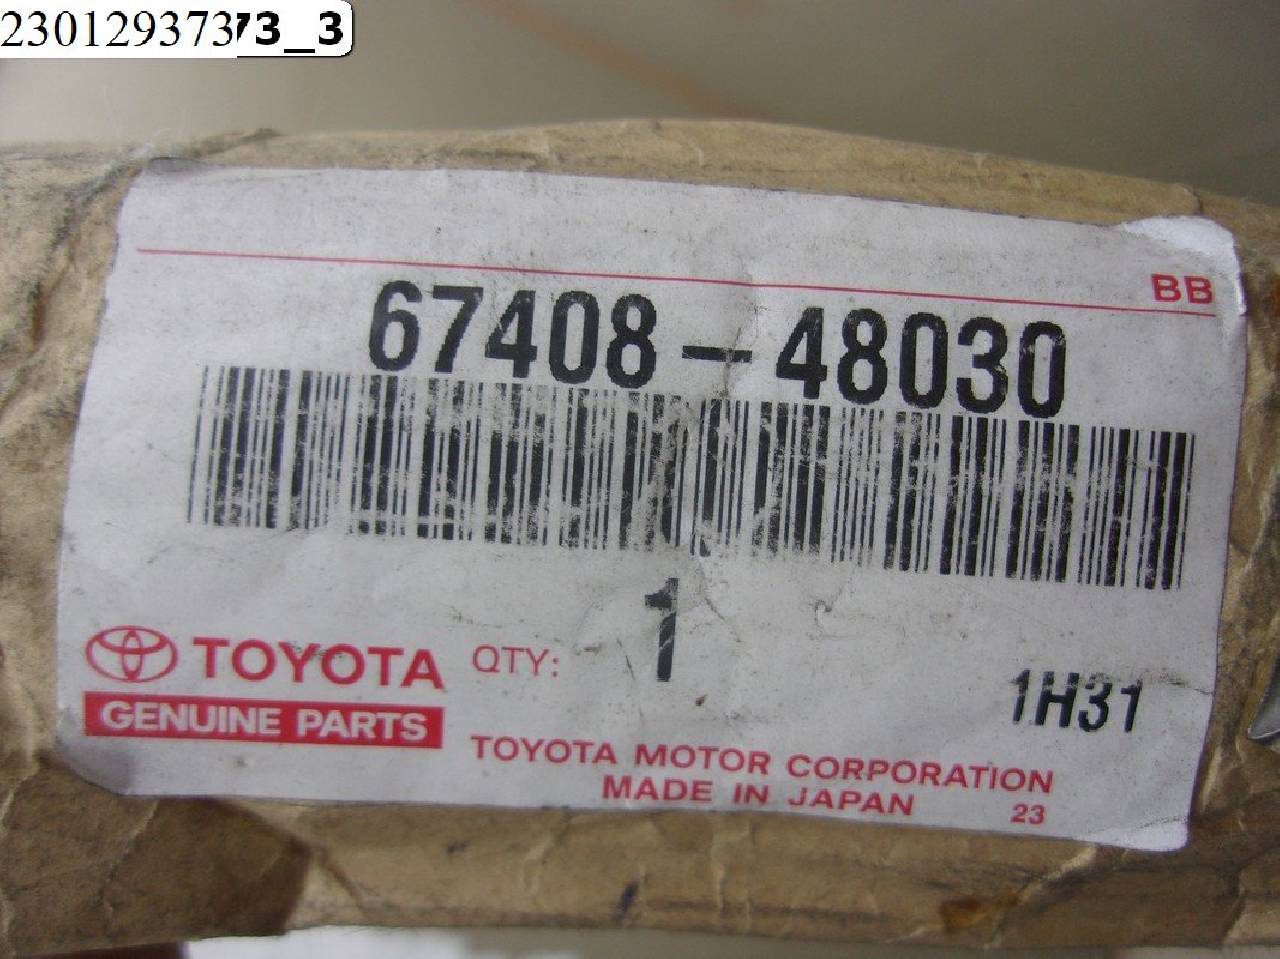 23012937373_3
BB
67408-48030
1
TOYOTA QTY:
GENUINE PARTS
1H31
TOYOTA MOTOR CORPORATION
MADE IN JAPAN 23